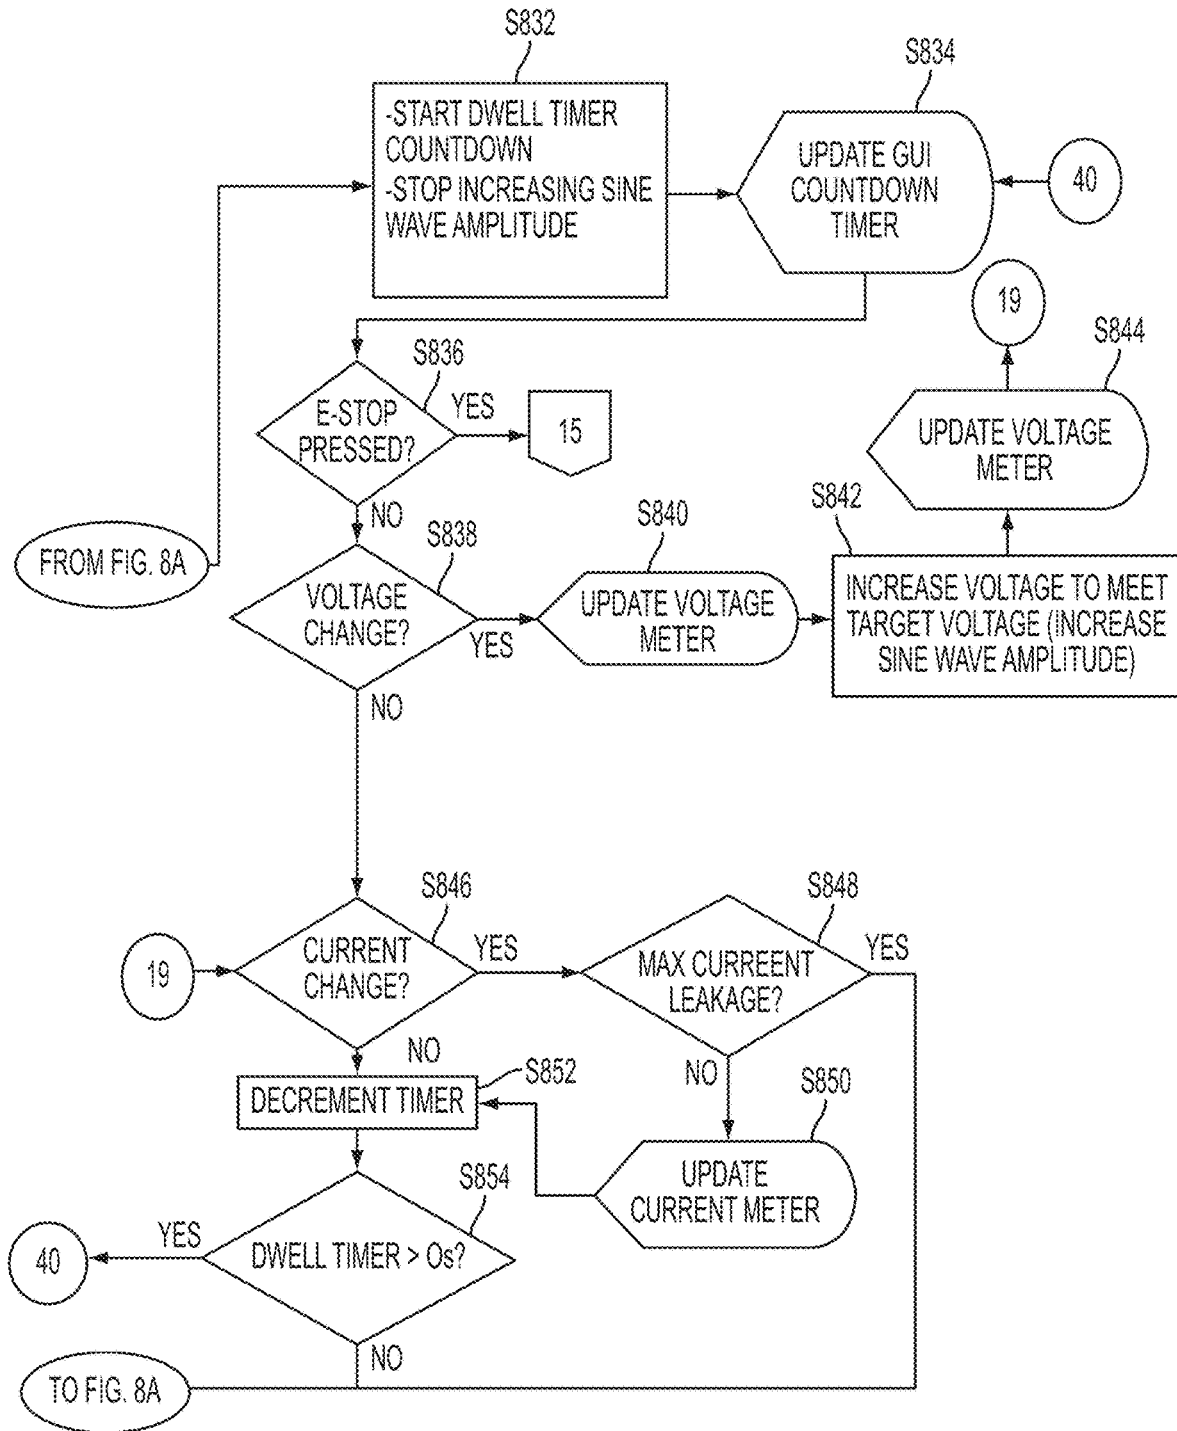 S832
-START DWELL TIMER
COUNTDOWN
-STOP INCREASING SINE
WAVE AMPLITUDE
S834
UPDATE GUI
COUNTDOWN
TIMER
40
19
S844
UPDATE VOLTAGE
METER
S836
E-STOP
PRESSED?
YES
15
NO
FROM FIG. 8A
S838
VOLTAGE
CHANGE?
YES
NO
S840
UPDATE VOLTAGE
METER
S842
INCREASE VOLTAGE TO MEET
TARGET VOLTAGE (INCREASE
SINE WAVE AMPLITUDE)
19
S846
CURRENT
CHANGE?
YES
NO
S848
MAX CURREENT
LEAKAGE?
YES
NO
S852
DECREMENT TIMER
S850
UPDATE
CURRENT METER
S854
DWELL TIMER > Os?
YES
40
NO
TO FIG. 8A